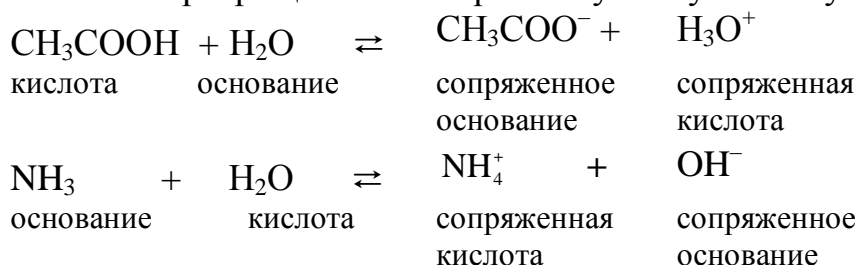 CH₃COOH + H₂O ⇄ CH₃COO⁻ + H₃O⁺
кислота основание сопряженное сопряженная
основание кислота
NH₃ + H₂O ⇄ NH₄⁺ + OH⁻
основание кислота сопряженная сопряженное
кислота основание